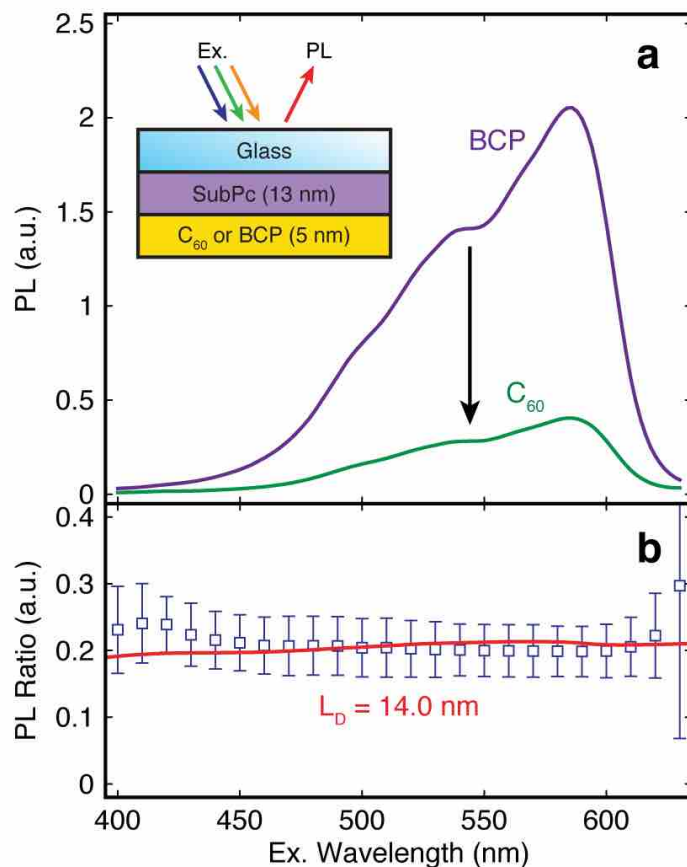 2.5
a
Ex.
PL
Glass
SubPc (13 nm)
C60 or BCP (5 nm)
2
BCP
1.5
PL (a.u.)
1
0.5
C60
0
0.4
b
0.3
PL Ratio (a.u.)
0.2
0.1
LD = 14.0 nm
0
400
450
500
550
600
Ex. Wavelength (nm)